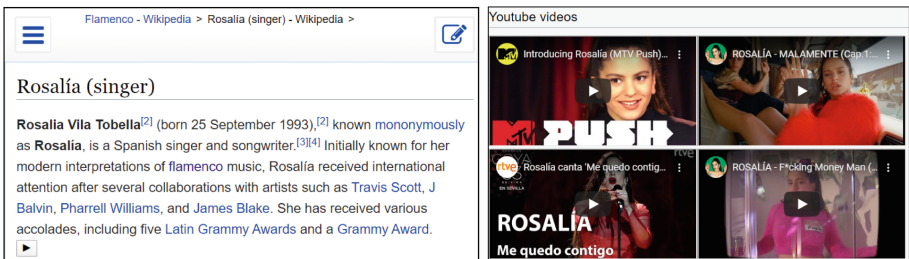 Flamenco - Wikipedia > Rosalía (singer) - Wikipedia >
Rosalía (singer)
Rosalia Vila Tobella[2] (born 25 September 1993),[2] known mononymously
as Rosalía, is a Spanish singer and songwriter.[3][4] Initially known for her
modern interpretations of flamenco music, Rosalía received international
attention after several collaborations with artists such as Travis Scott, J
Balvin, Pharrell Williams, and James Blake. She has received various
accolades, including five Latin Grammy Awards and a Grammy Award.
Youtube videos
Introducing Rosalía (MTV Push)...
ROSALÍA - MALAMENTE (Cap.1:...
MTV PUSH
rtve
Rosalía canta 'Me quedo contig...
rtve
ROSALÍA - F*cking Money Man (...
EN SEVILLA
ROSALÍA
Me quedo contigo